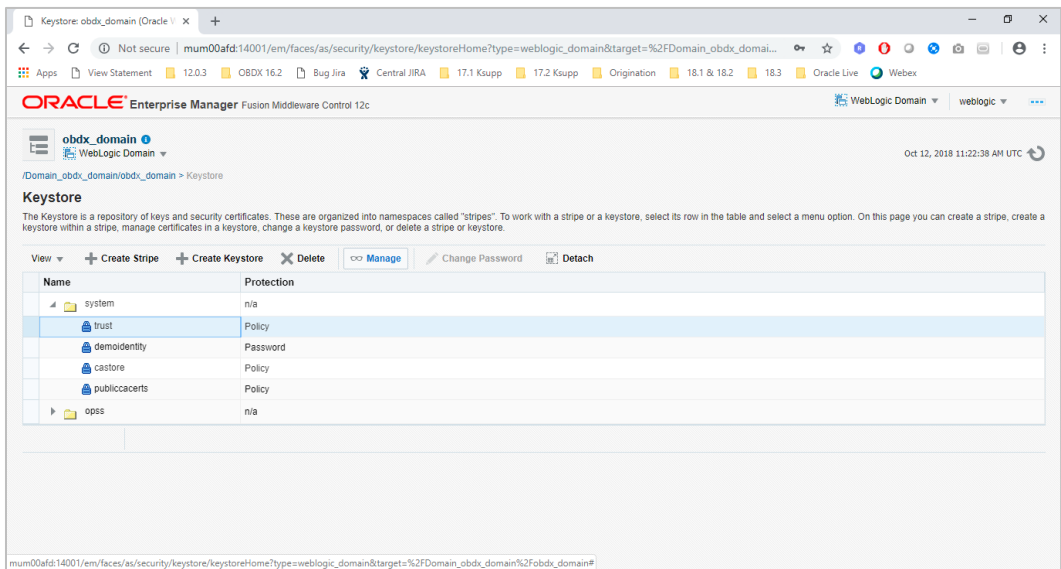 Keystore: obdx_domain (Oracle
Not secure | mum00afd:14001/em/faces/as/security/keystore/keystoreHome?type=weblogic_domain&target=%2FDomain_obdx_domai...
Apps View Statement 12.0.3 OBDX 16.2 Bug Jira Central JIRA 17.1 Ksupp 17.2 Ksupp Origination 18.1 & 18.2 18.3 Oracle Live Webex
ORACLE Enterprise Manager Fusion Middleware Control 12c WebLogic Domain weblogic
obdx_domain
WebLogic Domain
Oct 12, 2018 11:22:38 AM UTC
/Domain_obdx_domain/obdx_domain > Keystore
Keystore
The Keystore is a repository of keys and security certificates. These are organized into namespaces called "stripes". To work with a stripe or a keystore, select its row in the table and select a menu option. On this page you can create a stripe, create a
keystore within a stripe, manage certificates in a keystore, change a keystore password, or delete a stripe or keystore.
View Create Stripe Create Keystore Delete Manage Change Password Detach
Name Protection
system n/a
trust Policy
demoidentity Password
castore Policy
publiccacerts Policy
opss n/a
mum00afd:14001/em/faces/as/security/keystore/keystoreHome?type=weblogic_domain&target=%2FDomain_obdx_domain%2Fobdx_domain#